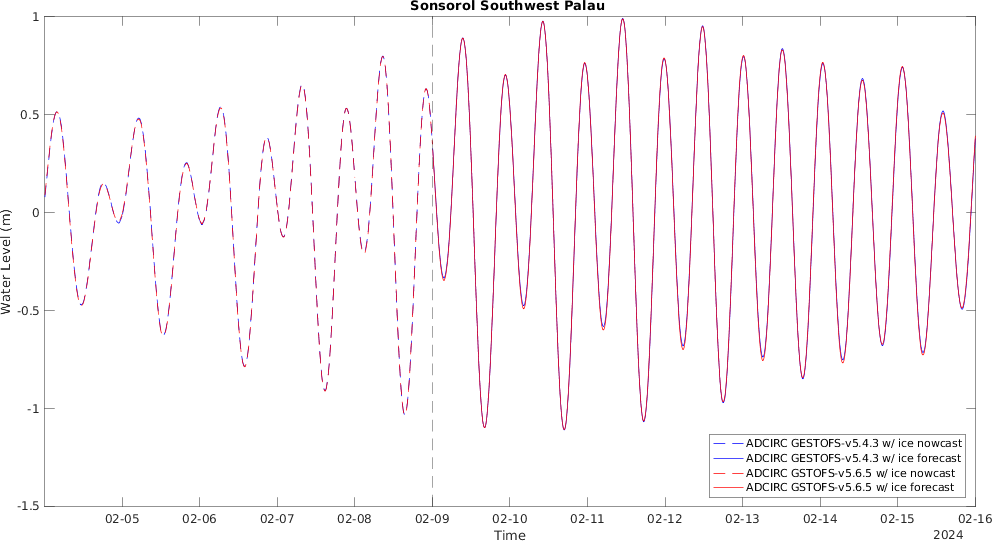 Sonsorol Southwest Palau
1
0.5
0
-0.5
-1
-1.5
Water Level (m)
ADCIRC GESTOFS-v5.4.3 w/ ice nowcast
ADCIRC GESTOFS-v5.4.3 w/ ice forecast
ADCIRC GSTOFS-v5.6.5 w/ ice nowcast
ADCIRC GSTOFS-v5.6.5 w/ ice forecast
02-05 02-06 02-07 02-08 02-09 02-10 02-11 02-12 02-13 02-14 02-15 02-16
Time
2024